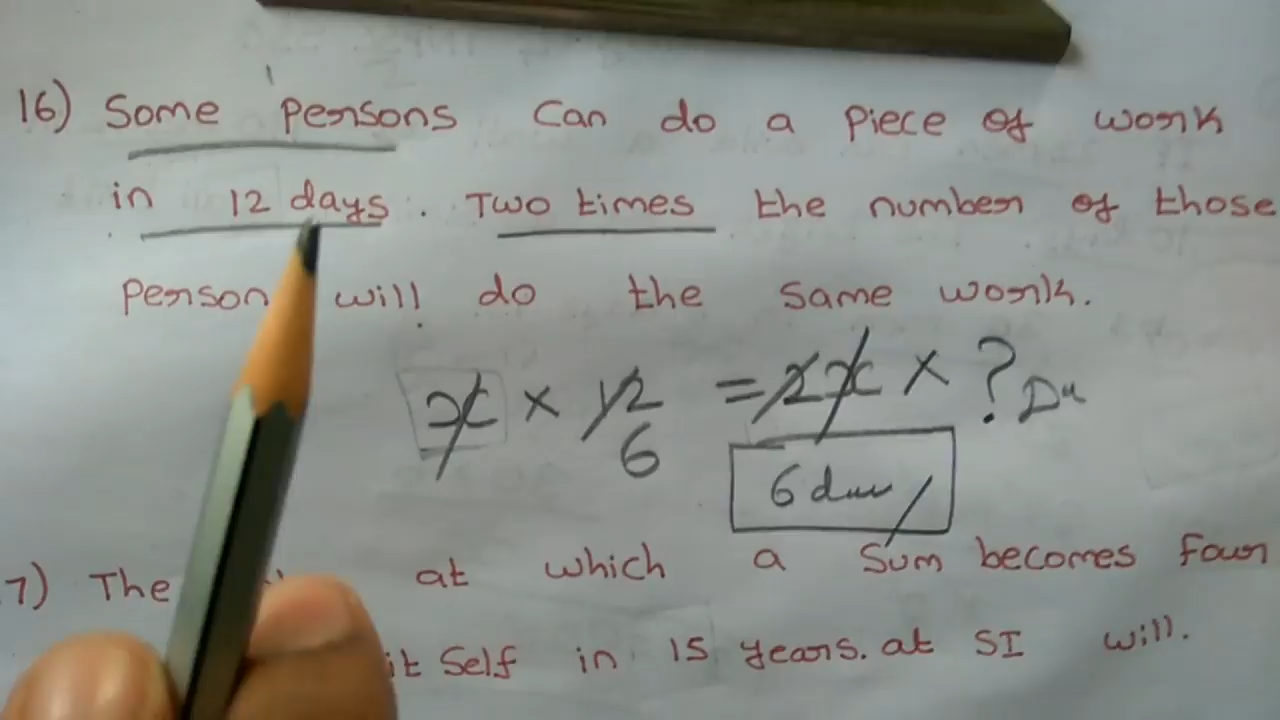 16) Some persons can do a piece of work
in 12 days. Two times the number of those
person will do the same work.
x × 12 = 2x × ?
6
6
7) The at which a sum becomes four
it self in 15 years. at SI will.